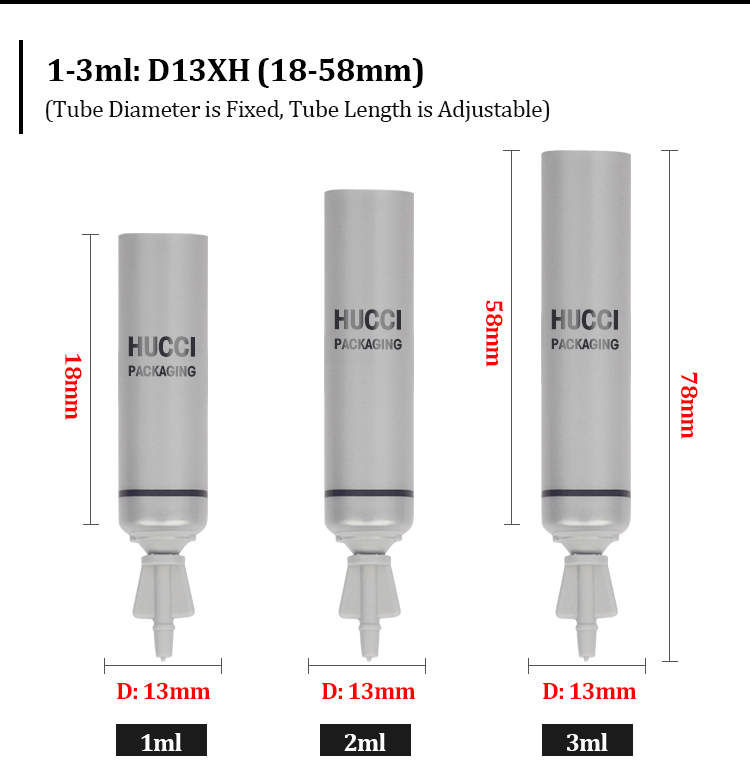 1-3ml: D13XH (18-58mm)
(Tube Diameter is Fixed, Tube Length is Adjustable)
HUCCI
PACKAGING
18mm
HUCCI
PACKAGING
58mm
HUCCI
PACKAGING
78mm
D: 13mm
D: 13mm
D: 13mm
1ml
2ml
3ml